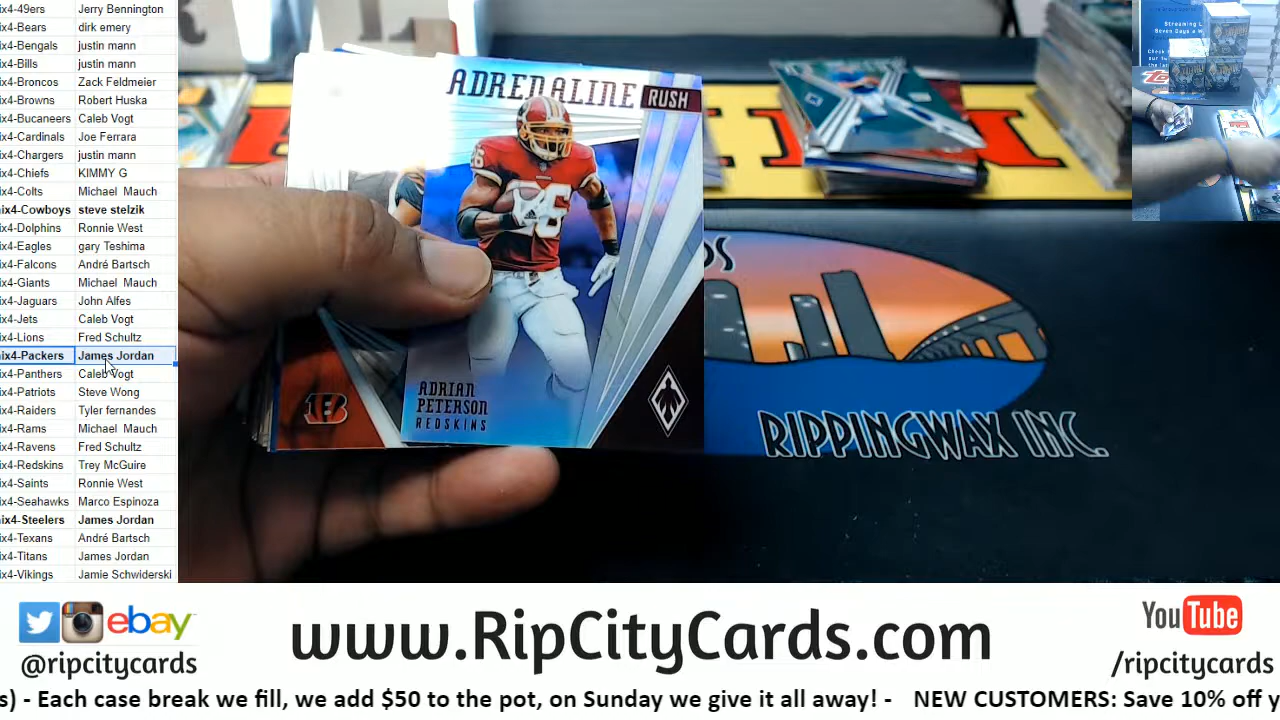 ix4-49ers Jerry Bennington
ix4-Bears dirk emery
ix4-Bengals justin mann
ix4-Bills justin mann
ix4-Broncos Zack Feldmeier
ix4-Browns Robert Huska
ix4-Bucaneers Caleb Vogt
ix4-Cardinals Joe Ferrara
ix4-Chargers justin mann
ix4-Chiefs KIMMY G
ix4-Colts Michael Mauch
ix4-Cowboys steve stelzik
ix4-Dolphins Ronnie West
ix4-Eagles gary Teshima
ix4-Falcons André Bartsch
ix4-Giants Michael Mauch
ix4-Jaguars John Alfes
ix4-Jets Caleb Vogt
ix4-Lions Fred Schultz
ix4-Packers James Jordan
ix4-Panthers Caleb Vogt
ix4-Patriots Steve Wong
ix4-Raiders Tyler fernandes
ix4-Rams Michael Mauch
ix4-Ravens Fred Schultz
ix4-Redskins Trey McGuire
ix4-Saints Ronnie West
ix4-Seahawks Marco Espinoza
ix4-Steelers James Jordan
ix4-Texans André Bartsch
ix4-Titans James Jordan
ix4-Vikings Jamie Schwiderski
ADRENALINE RUSH
26
ADRIAN
PETERSON
REDSKINS
B
DS
RIPPINGWAX INC.
Streaming L
Seven Days a W
ebay
@ripcitycards
www.RipCityCards.com
YouTube
/ripcitycards
s) - Each case break we fill, we add $50 to the pot, on Sunday we give it all away! - NEW CUSTOMERS: Save 10% off y